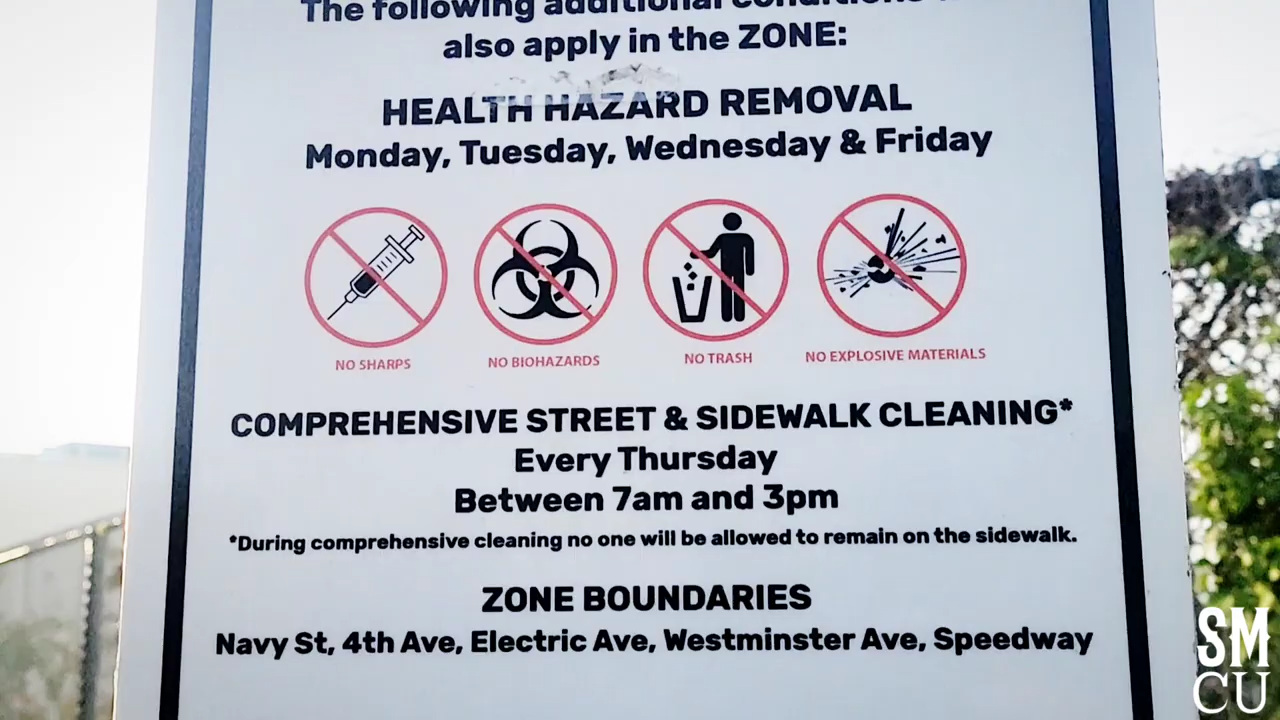 The following additional conditions
also apply in the ZONE:
HEALTH HAZARD REMOVAL
Monday, Tuesday, Wednesday & Friday
NO SHARPS
NO BIOHAZARDS
NO TRASH
NO EXPLOSIVE MATERIALS
COMPREHENSIVE STREET & SIDEWALK CLEANING*
Every Thursday
Between 7am and 3pm
*During comprehensive cleaning no one will be allowed to remain on the sidewalk.
ZONE BOUNDARIES
Navy St, 4th Ave, Electric Ave, Westminster Ave, Speedway
SM
CU